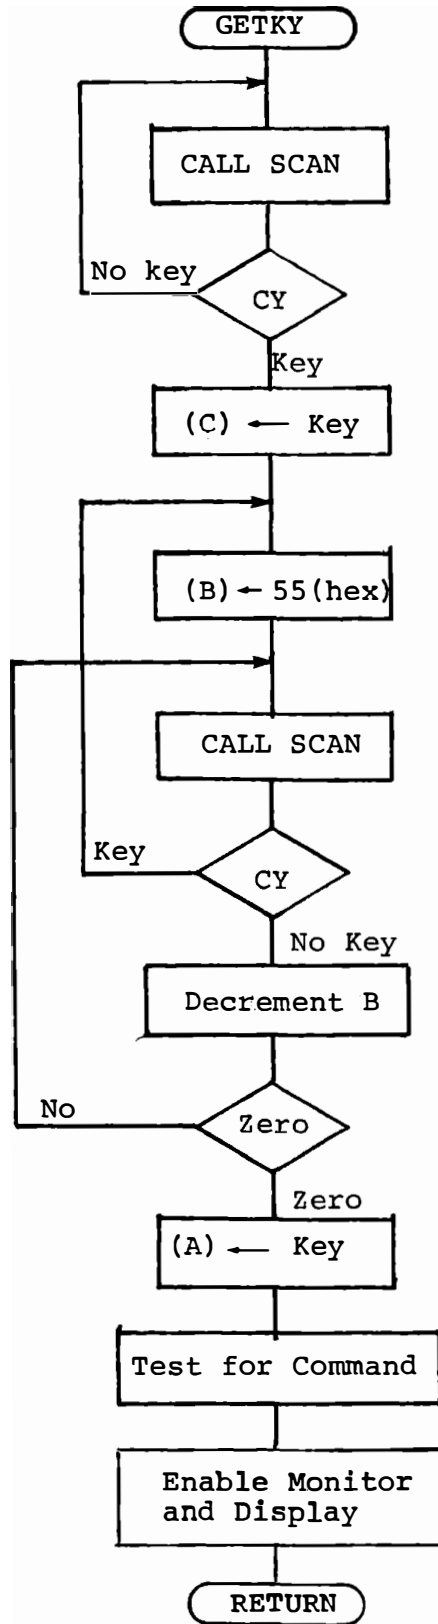 GETKY
CALL SCAN
No key
CY
Key
(C) ← Key
(B) ← 55(hex)
CALL SCAN
Key
CY
No Key
Decrement B
No
Zero
Zero
(A) ← Key
Test for Command
Enable Monitor
and Display
RETURN